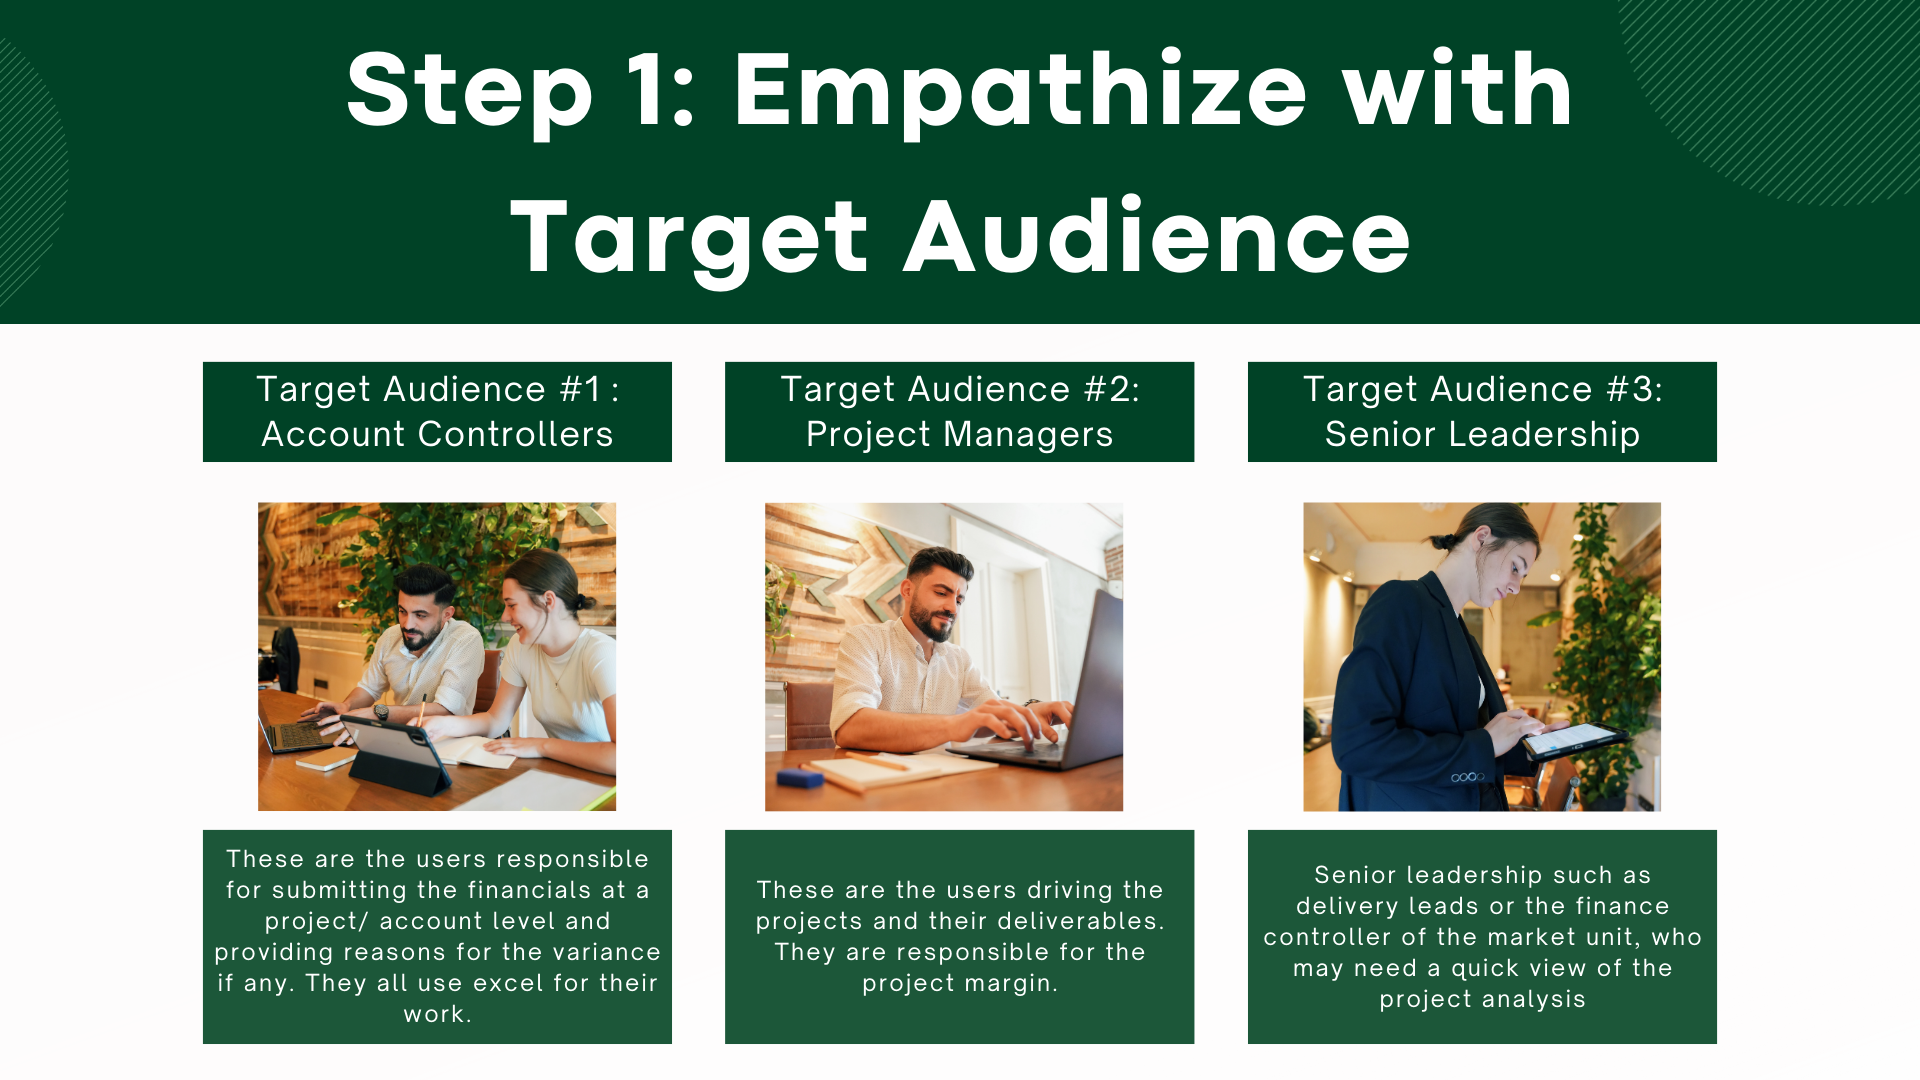 Step 1: Empathize with
Target Audience
Target Audience #1 :
Account Controllers
Target Audience #2:
Project Managers
Target Audience #3:
Senior Leadership
These are the users responsible
for submitting the financials at a
project/ account level and
providing reasons for the variance
if any. They all use excel for their
work.
These are the users driving the
projects and their deliverables.
They are responsible for the
project margin.
Senior leadership such as
delivery leads or the finance
controller of the market unit, who
may need a quick view of the
project analysis